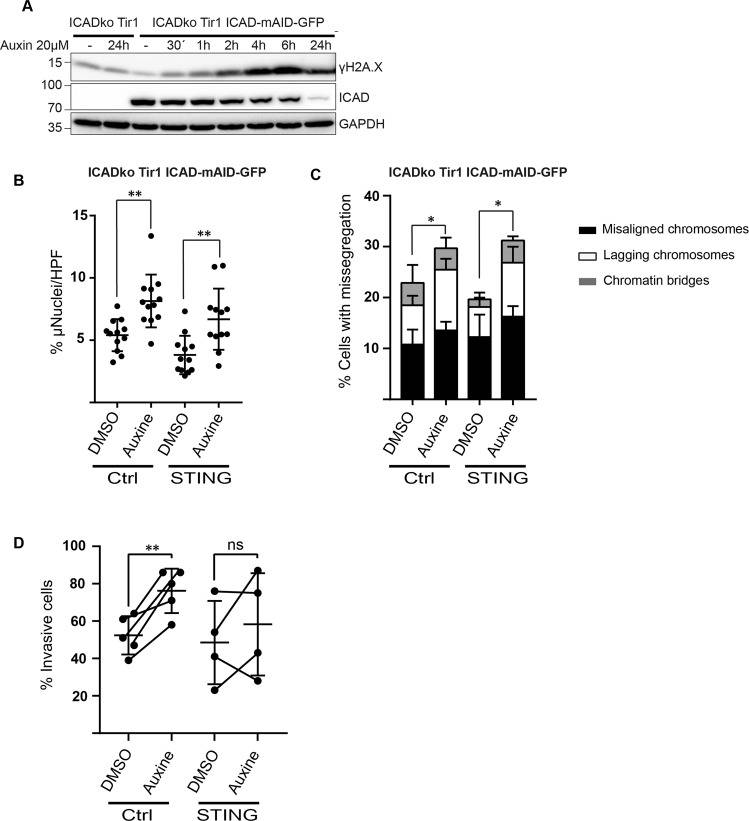 A
ICADko Tir1 ICADko Tir1 ICAD-mAID-GFP
Auxin 20µM - 24h - 30´ 1h 2h 4h 6h 24h
15 γH2A.X
100
70 ICAD
35 GAPDH
B
ICADko Tir1 ICAD-mAID-GFP
% µNuclei/HPF
15
10
5
**
**
DMSO Auxine DMSO Auxine
Ctrl STING
C
ICADko Tir1 ICAD-mAID-GFP
% Cells with missegregation
40
30
20
10
*
*
DMSO Auxine DMSO Auxine
Ctrl STING
Misaligned chromosomes
Lagging chromosomes
Chromatin bridges
D
% Invasive cells
100
80
60
40
20
**
ns
DMSO Auxine DMSO Auxine
Ctrl STING